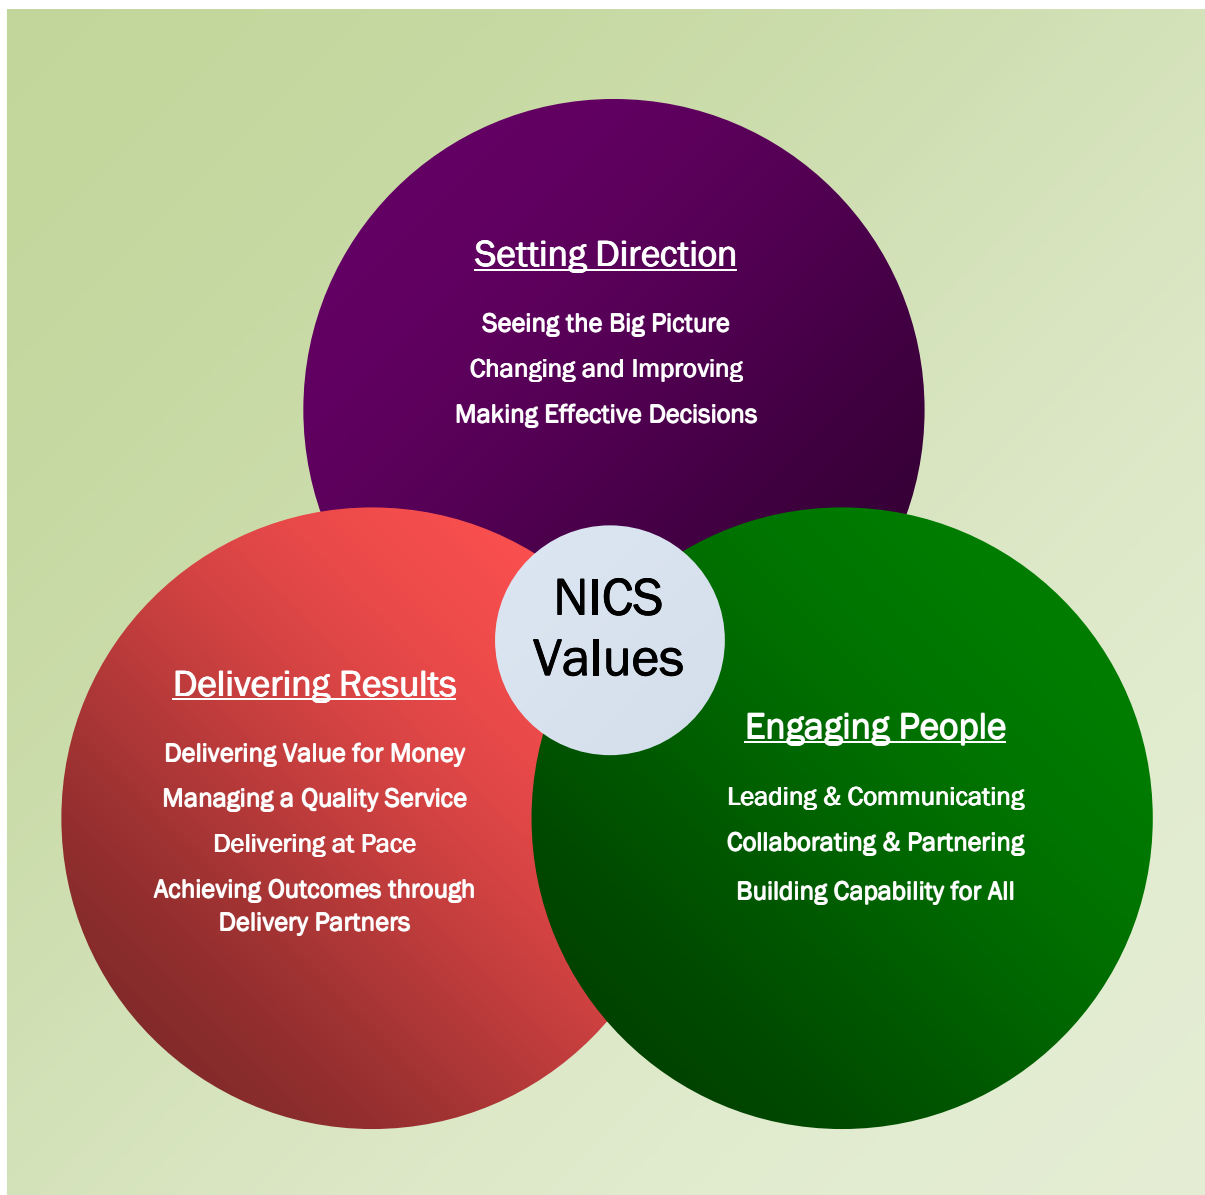 Setting Direction
Seeing the Big Picture
Changing and Improving
Making Effective Decisions
NICS
Values
Delivering Results
Delivering Value for Money
Managing a Quality Service
Delivering at Pace
Achieving Outcomes through
Delivery Partners
Engaging People
Leading & Communicating
Collaborating & Partnering
Building Capability for All